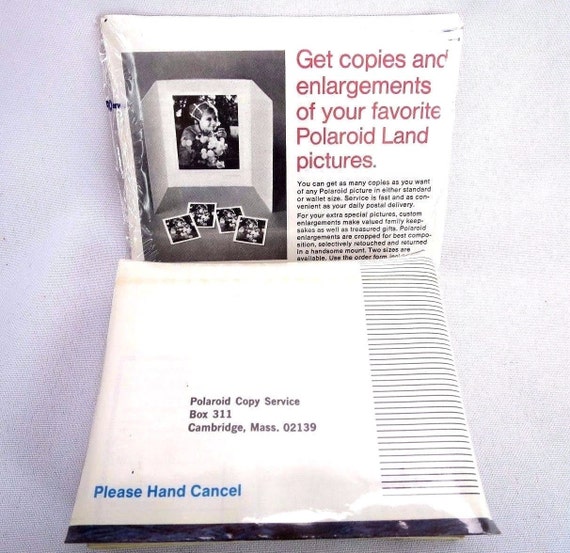 Get copies and
enlargements
of your favorite
Polaroid Land
pictures.
You can get as many copies as you want
of any Polaroid picture in either standard
or wallet size. Service is fast and as con-
venient as your daily postal delivery.
For your extra special pictures, custom
enlargements make valued family keep-
sakes as well as treasured gifts. Polaroid
enlargements are cropped for best compo-
sition, selectively retouched and returned
in a handsome mount. Two sizes are
available. Use the order form
Polaroid Copy Service
Box 311
Cambridge, Mass. 02139
Please Hand Cancel